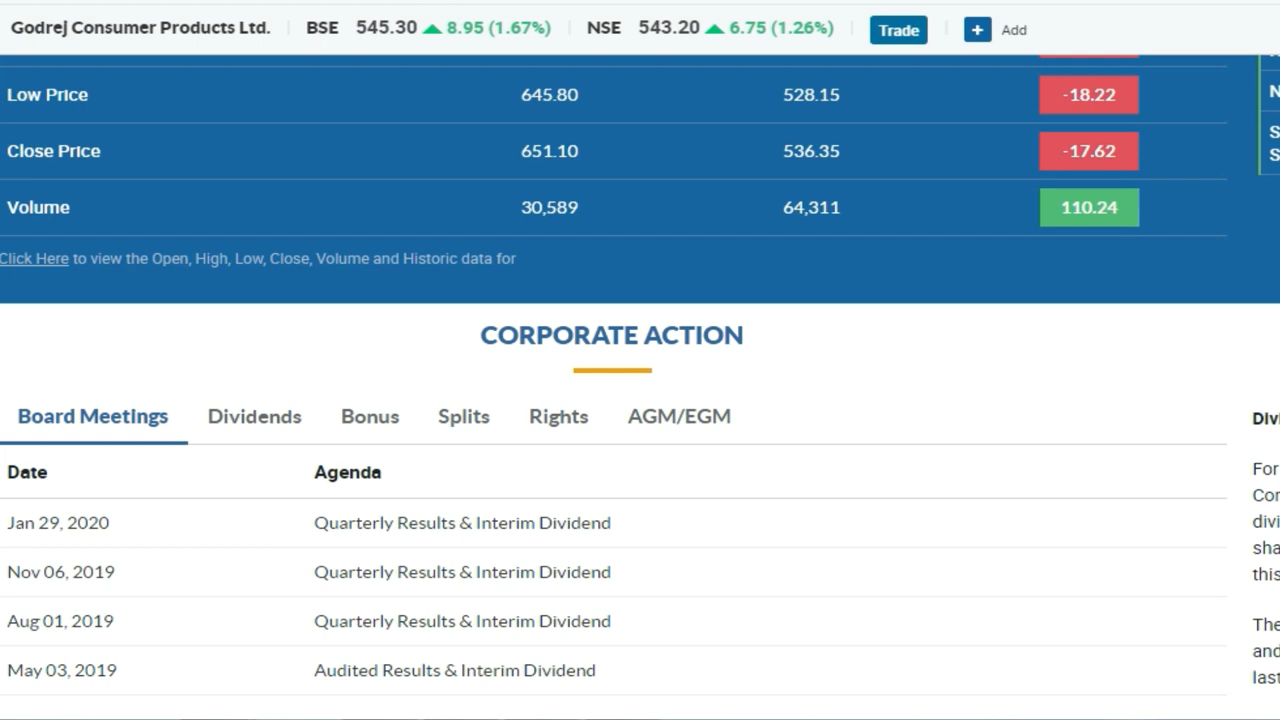 Godrej Consumer Products Ltd. BSE 545.30 8.95 (1.67%) NSE 543.20 6.75 (1.26%) Trade + Add
Low Price 645.80 528.15 -18.22
Close Price 651.10 536.35 -17.62
Volume 30,589 64,311 110.24
Click Here to view the Open, High, Low, Close, Volume and Historic data for
CORPORATE ACTION
Board Meetings Dividends Bonus Splits Rights AGM/EGM
Date Agenda
Jan 29, 2020 Quarterly Results & Interim Dividend
Nov 06, 2019 Quarterly Results & Interim Dividend
Aug 01, 2019 Quarterly Results & Interim Dividend
May 03, 2019 Audited Results & Interim Dividend
For
The
and
last
this